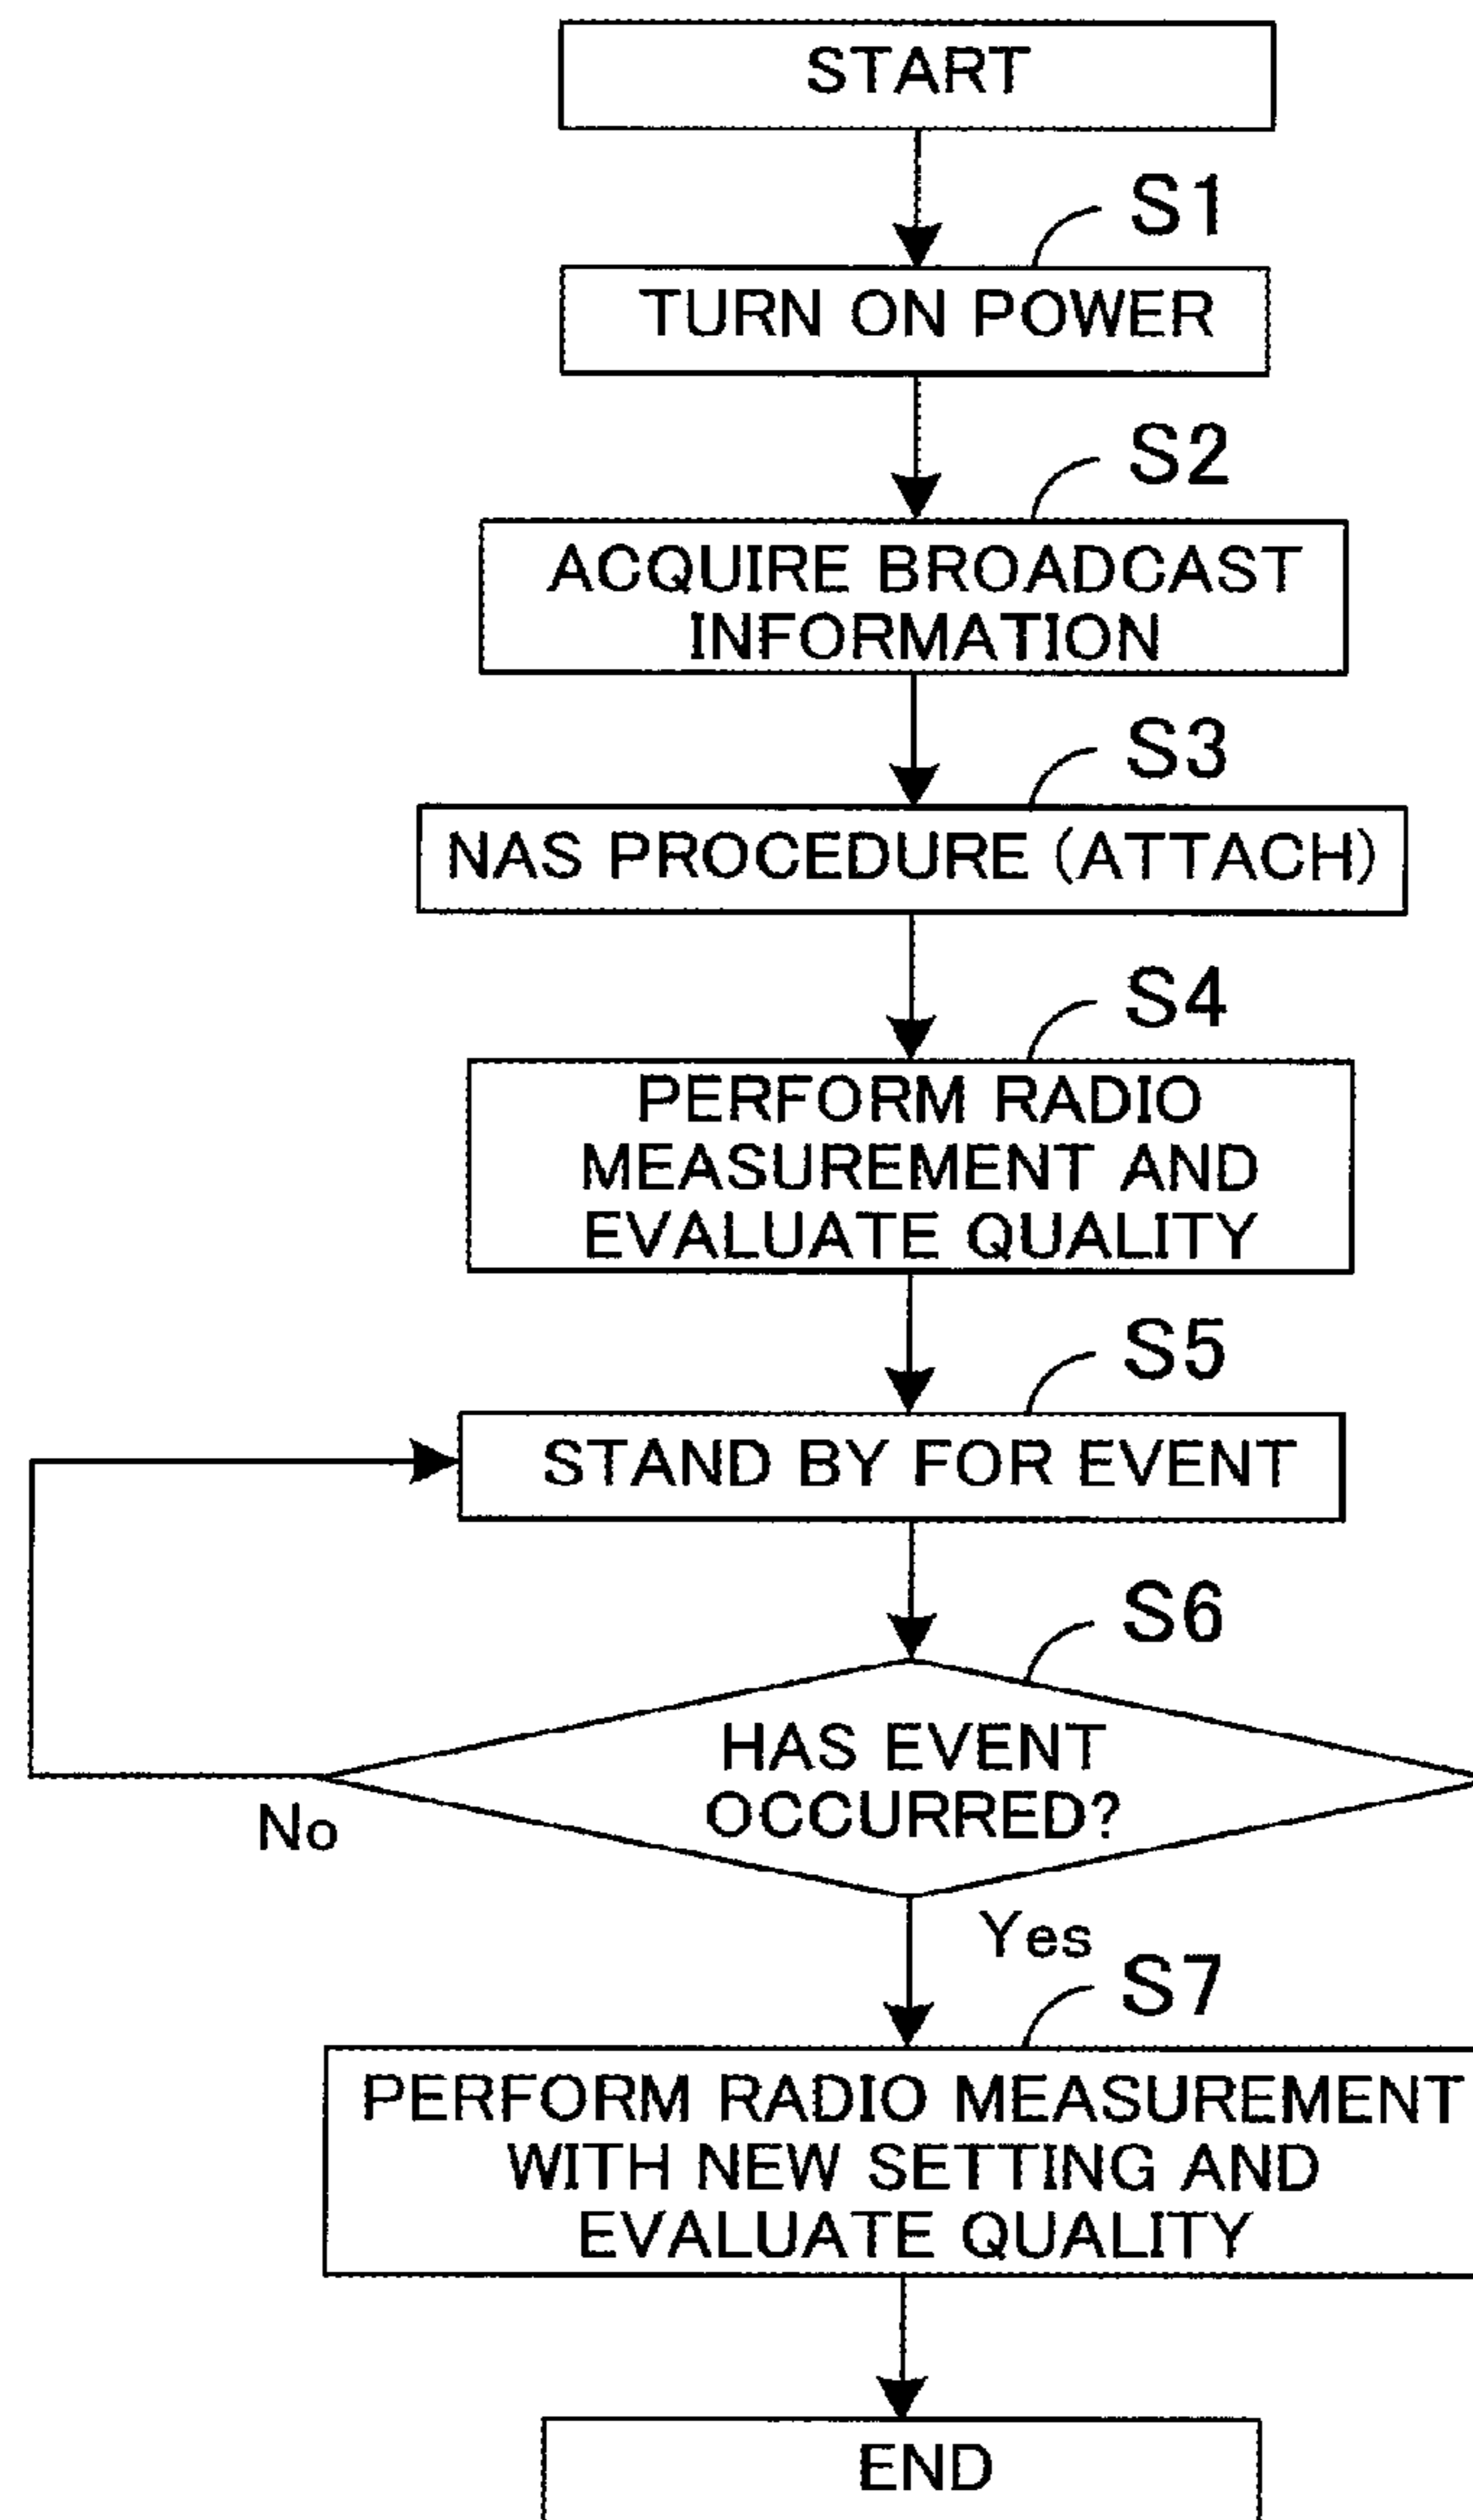 START
S1
TURN ON POWER
S2
ACQUIRE BROADCAST
INFORMATION
S3
NAS PROCEDURE (ATTACH)
S4
PERFORM RADIO
MEASUREMENT AND
EVALUATE QUALITY
S5
STAND BY FOR EVENT
S6
HAS EVENT
OCCURRED?
No
Yes
S7
PERFORM RADIO MEASUREMENT
WITH NEW SETTING AND
EVALUATE QUALITY
END